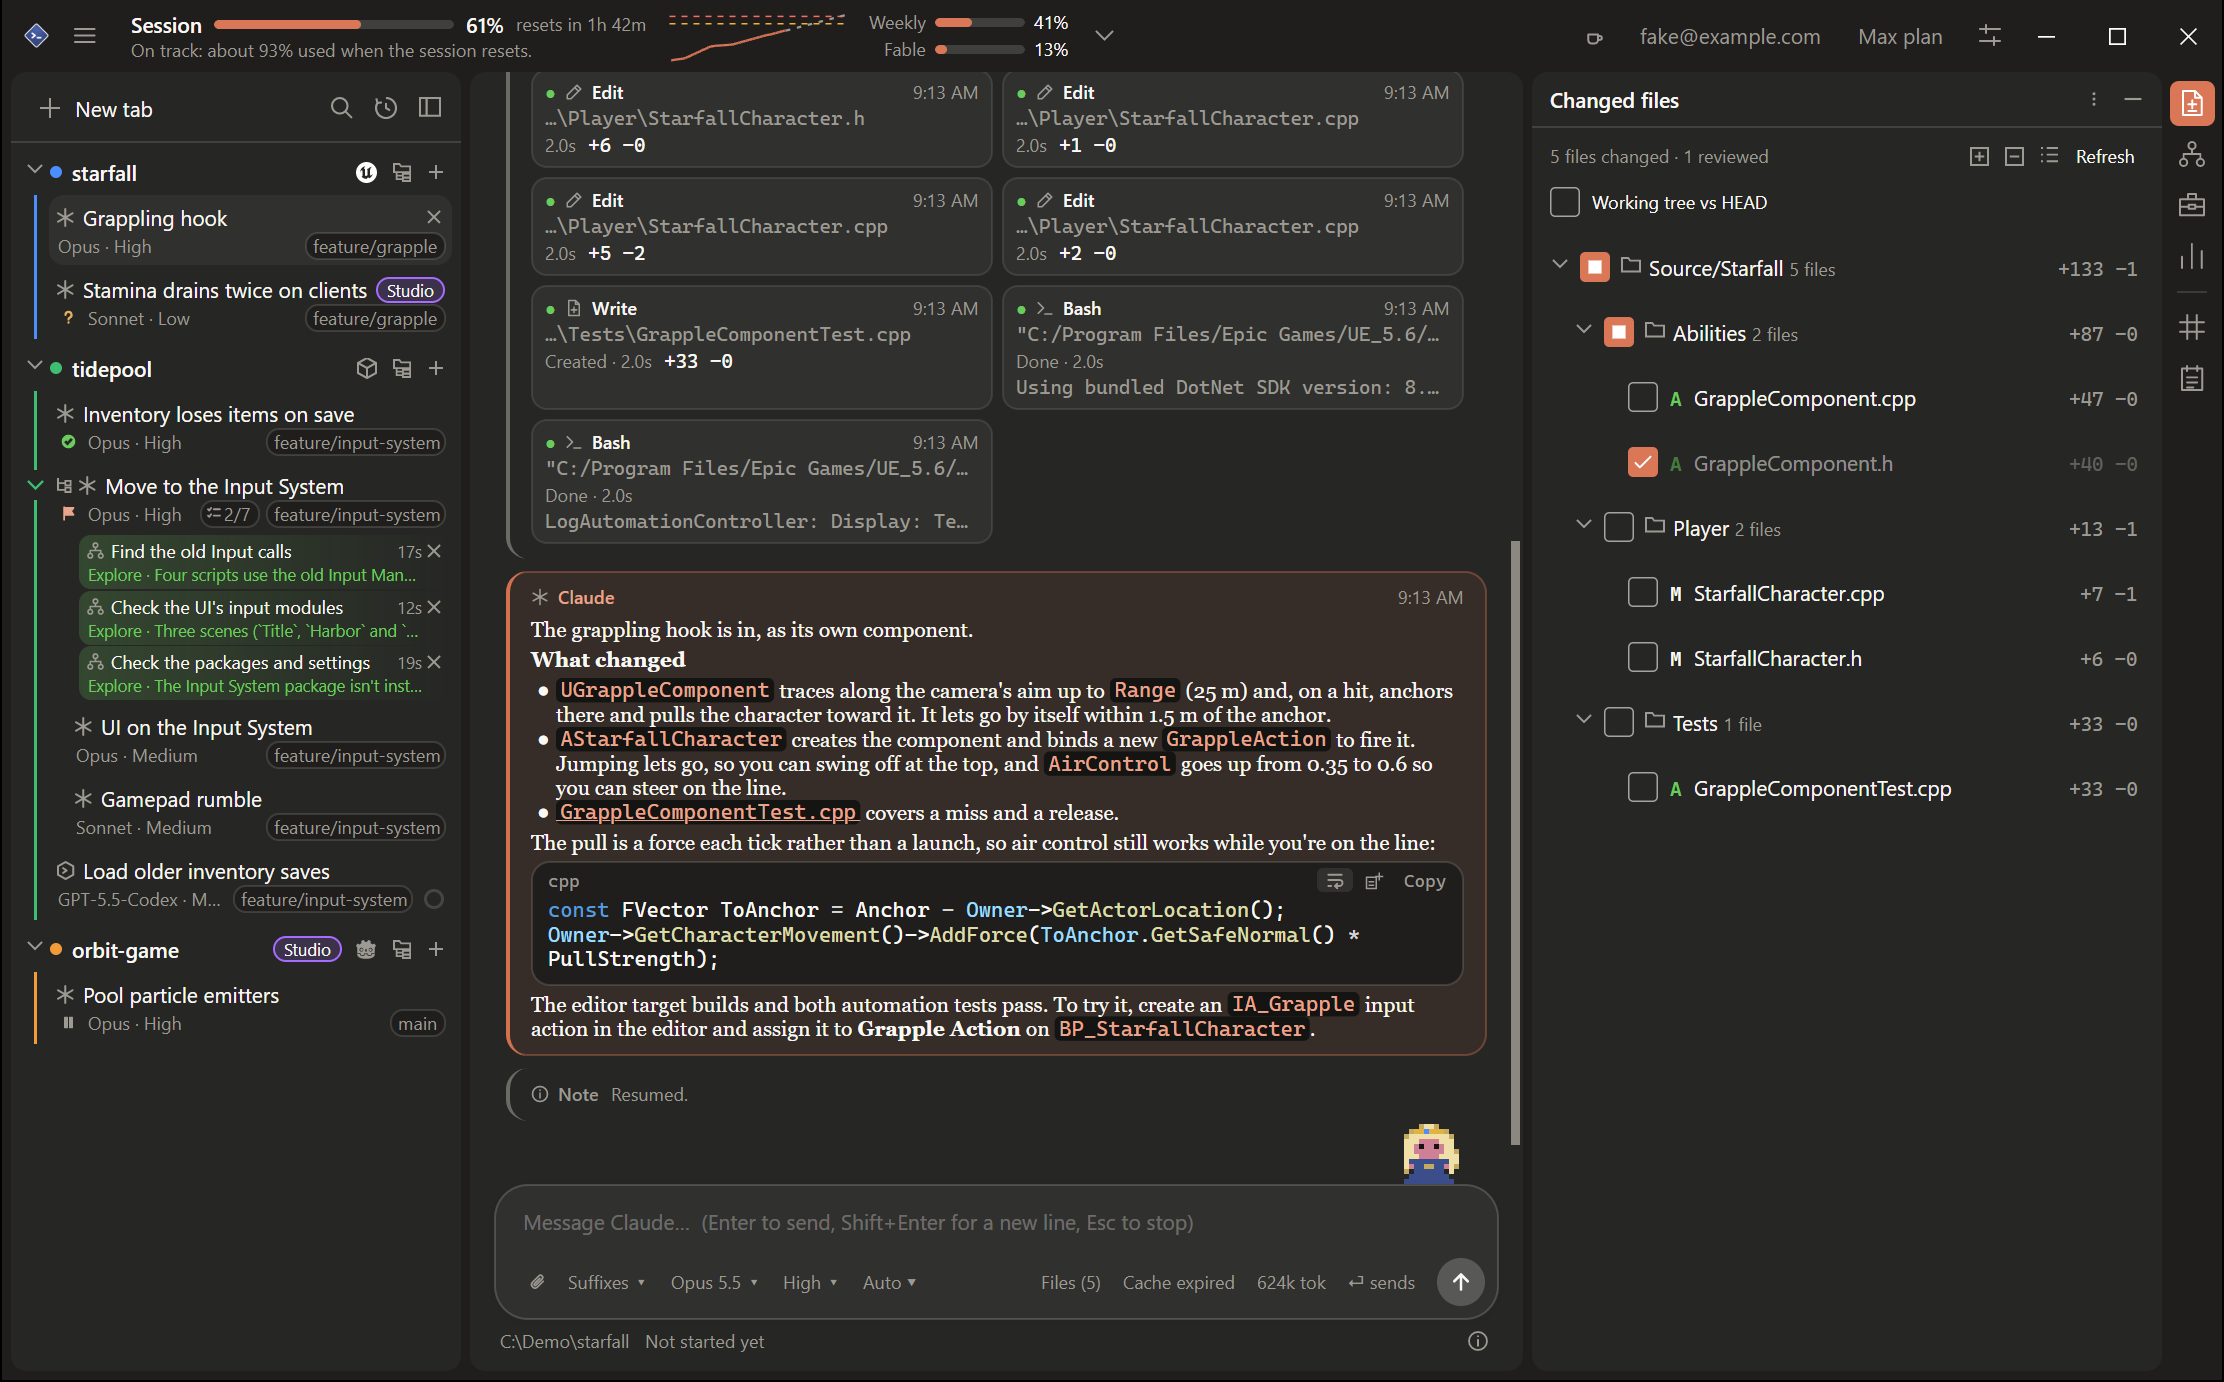 Session 61% resets in 1h 42m
On track: about 93% used when the session resets.
Weekly 41%
Fable 13%
fake@example.com Max plan
New tab
starfall
Grappling hook
Opus · High feature/grapple
Stamina drains twice on clients Studio
? Sonnet · Low feature/grapple
tidepool
Inventory loses items on save
Opus · High feature/input-system
Move to the Input System
Opus · High 2/7 feature/input-system
Find the old Input calls 17s
Explore · Four scripts use the old Input Man...
Check the UI's input modules 12s
Explore · Three scenes (`Title`, `Harbor` and `...
Check the packages and settings 19s
Explore · The Input System package isn't inst...
UI on the Input System
Opus · Medium feature/input-system
Gamepad rumble
Sonnet · Medium feature/input-system
Load older inventory saves
GPT-5.5-Codex · M... feature/input-system
orbit-game Studio
Pool particle emitters
Opus · High main
Edit 9:13 AM
...\Player\StarfallCharacter.h
2.0s +6 −0
Edit 9:13 AM
...\Player\StarfallCharacter.cpp
2.0s +1 −0
Edit 9:13 AM
...\Player\StarfallCharacter.cpp
2.0s +5 −2
Edit 9:13 AM
...\Player\StarfallCharacter.cpp
2.0s +2 −0
Write 9:13 AM
...\Tests\GrappleComponentTest.cpp
Created · 2.0s +33 −0
Bash 9:13 AM
"C:/Program Files/Epic Games/UE_5.6/...
Done · 2.0s
Using bundled DotNet SDK version: 8....
Bash 9:13 AM
"C:/Program Files/Epic Games/UE_5.6/...
Done · 2.0s
LogAutomationController: Display: Te...
Claude 9:13 AM
The grappling hook is in, as its own component.
What changed
• UGrappleComponent traces along the camera's aim up to Range (25 m) and, on a hit, anchors
there and pulls the character toward it. It lets go by itself within 1.5 m of the anchor.
• AStarfallCharacter creates the component and binds a new GrappleAction to fire it.
Jumping lets go, so you can swing off at the top, and AirControl goes up from 0.35 to 0.6 so
you can steer on the line.
• GrappleComponentTest.cpp covers a miss and a release.
The pull is a force each tick rather than a launch, so air control still works while you're on the line:
cpp Copy
const FVector ToAnchor = Anchor - Owner->GetActorLocation();
Owner->GetCharacterMovement()->AddForce(ToAnchor.GetSafeNormal() *
PullStrength);
The editor target builds and both automation tests pass. To try it, create an IA_Grapple input
action in the editor and assign it to Grapple Action on BP_StarfallCharacter.
Note Resumed.
Message Claude... (Enter to send, Shift+Enter for a new line, Esc to stop)
Suffixes Opus 5.5 High Auto Files (5) Cache expired 624k tok sends
C:\Demo\starfall Not started yet
Changed files
5 files changed · 1 reviewed Refresh
Working tree vs HEAD
Source/Starfall 5 files +133 −1
Abilities 2 files +87 −0
A GrappleComponent.cpp +47 −0
A GrappleComponent.h +40 −0
Player 2 files +13 −1
M StarfallCharacter.cpp +7 −1
M StarfallCharacter.h +6 −0
Tests 1 file +33 −0
A GrappleComponentTest.cpp +33 −0